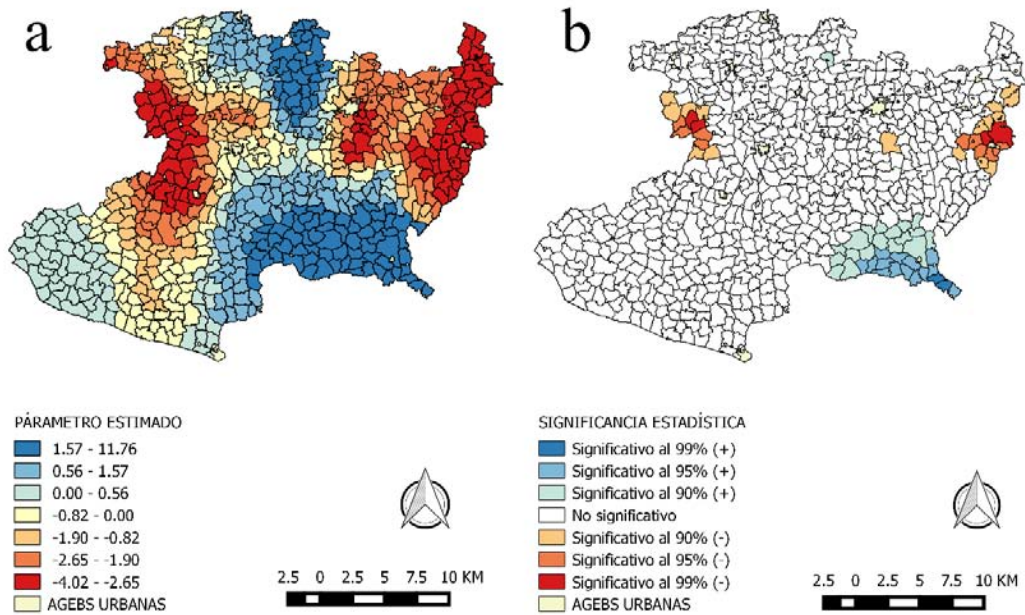 a
b
PÁRAMETRO ESTIMADO
1.57 - 11.76
0.56 - 1.57
0.00 - 0.56
-0.82 - 0.00
-1.90 - -0.82
-2.65 - -1.90
-4.02 - -2.65
AGEBS URBANAS
2.5 0 2.5 5 7.5 10 KM
SIGNIFICANCIA ESTADÍSTICA
Significativo al 99% (+)
Significativo al 95% (+)
Significativo al 90% (+)
No significativo
Significativo al 90% (-)
Significativo al 95% (-)
Significativo al 99% (-)
AGEBS URBANAS
2.5 0 2.5 5 7.5 10 KM